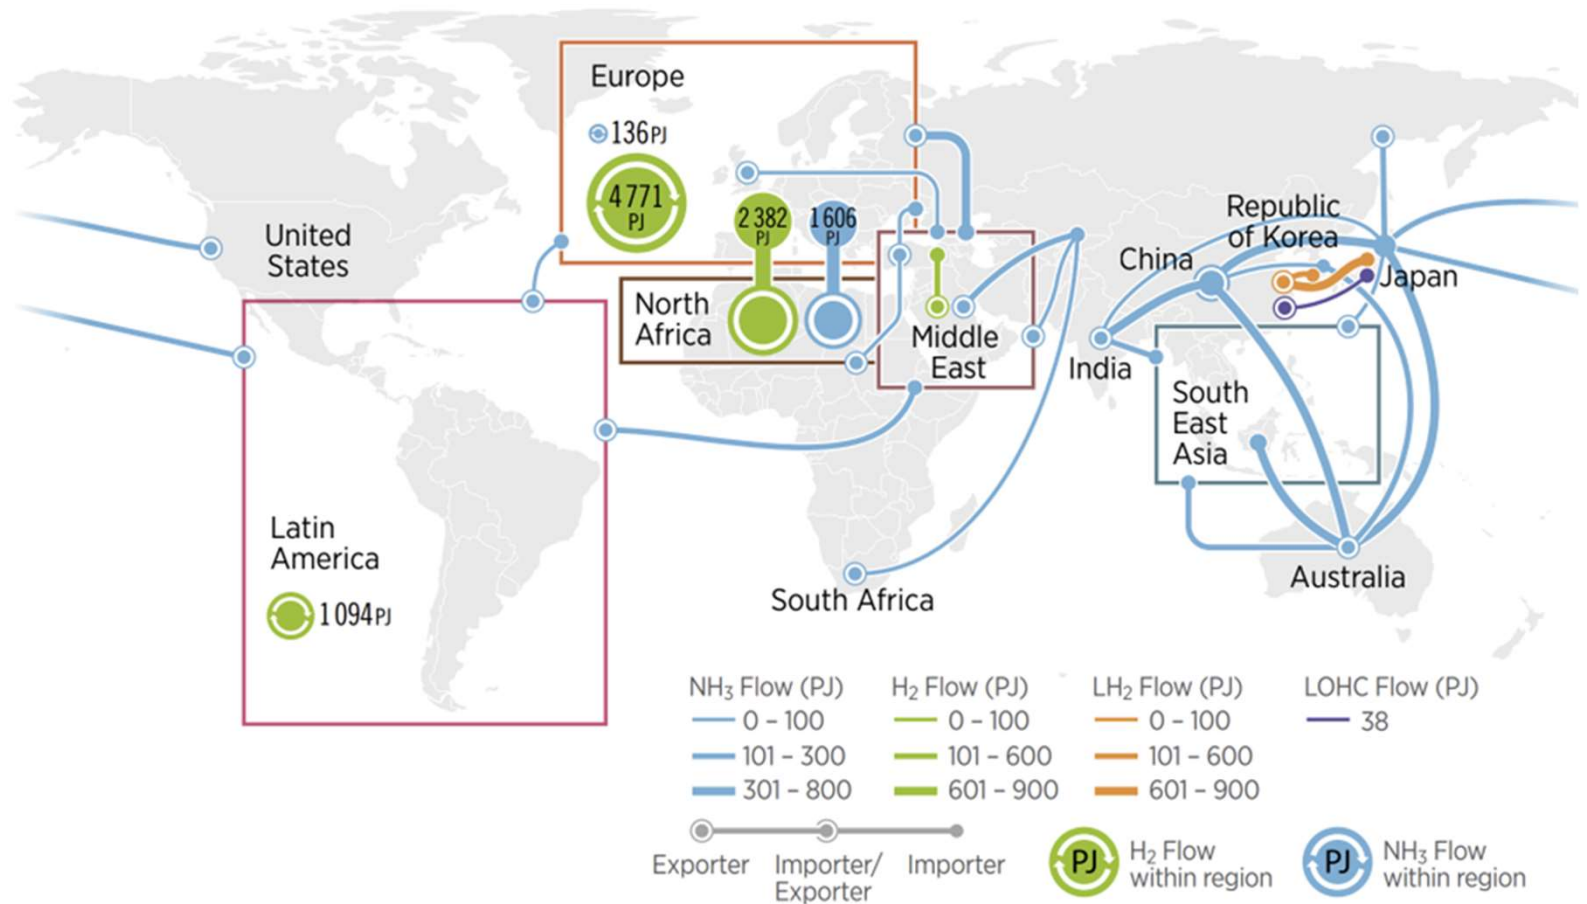 Europe
136 PJ
4 771
PJ
2 382
PJ
1 606
PJ
United
States
North
Africa
Middle
East
Republic
of Korea
China
Japan
India
South
East
Asia
Latin
America
1 094 PJ
South Africa
Australia
NH₃ Flow (PJ)
0 – 100
101 – 300
301 – 800
H₂ Flow (PJ)
0 – 100
101 – 600
601 – 900
LH₂ Flow (PJ)
0 – 100
101 – 600
601 – 900
LOHC Flow (PJ)
38
Exporter
Importer/
Exporter
Importer
PJ
H₂ Flow
within region
PJ
NH₃ Flow
within region